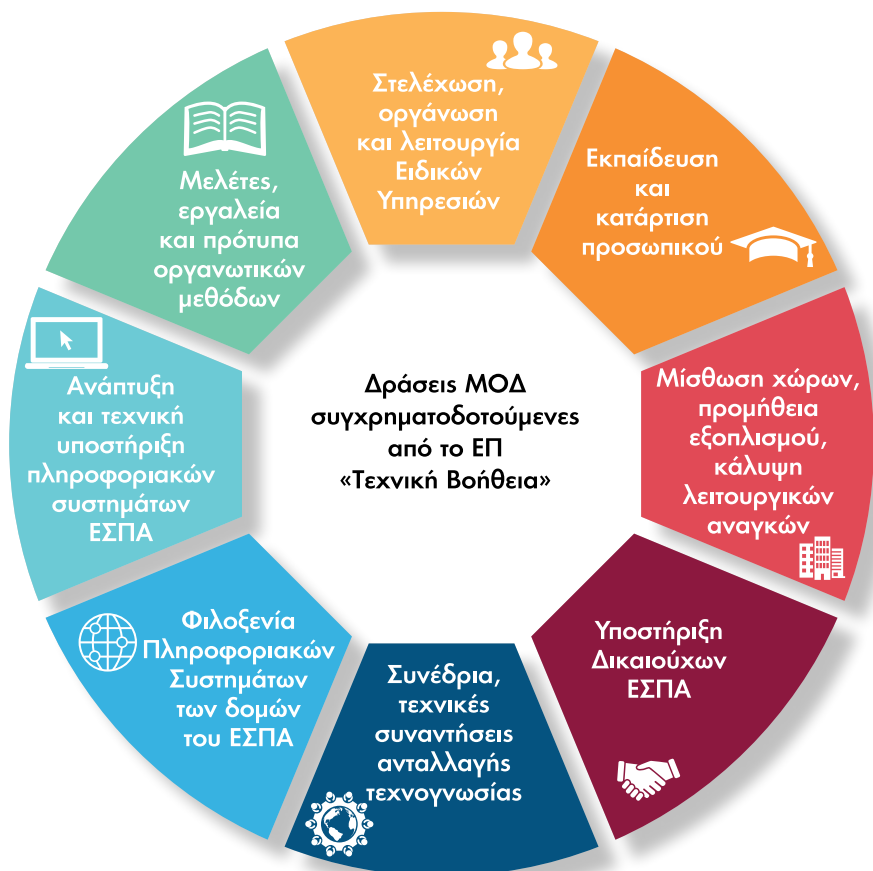 Στελέχωση,
οργάνωση
και λειτουργία
Ειδικών
Υπηρεσιών
Εκπαίδευση
και
κατάρτιση
προσωπικού
Μίσθωση χώρων,
προμήθεια
εξοπλισμού,
κάλυψη
λειτουργικών
αναγκών
Υποστήριξη
Δικαιούχων
ΕΣΠΑ
Συνέδρια,
τεχνικές
συναντήσεις
ανταλλαγής
τεχνογνωσίας
Φιλοξενία
Πληροφοριακών
Συστημάτων
των δομών
του ΕΣΠΑ
Ανάπτυξη
και τεχνική
υποστήριξη
πληροφοριακών
συστημάτων
ΕΣΠΑ
Μελέτες,
εργαλεία
και πρότυπα
οργανωτικών
μεθόδων
Δράσεις ΜΟΔ
συγχρηματοδοτούμενες
από το ΕΠ
«Τεχνική Βοήθεια»